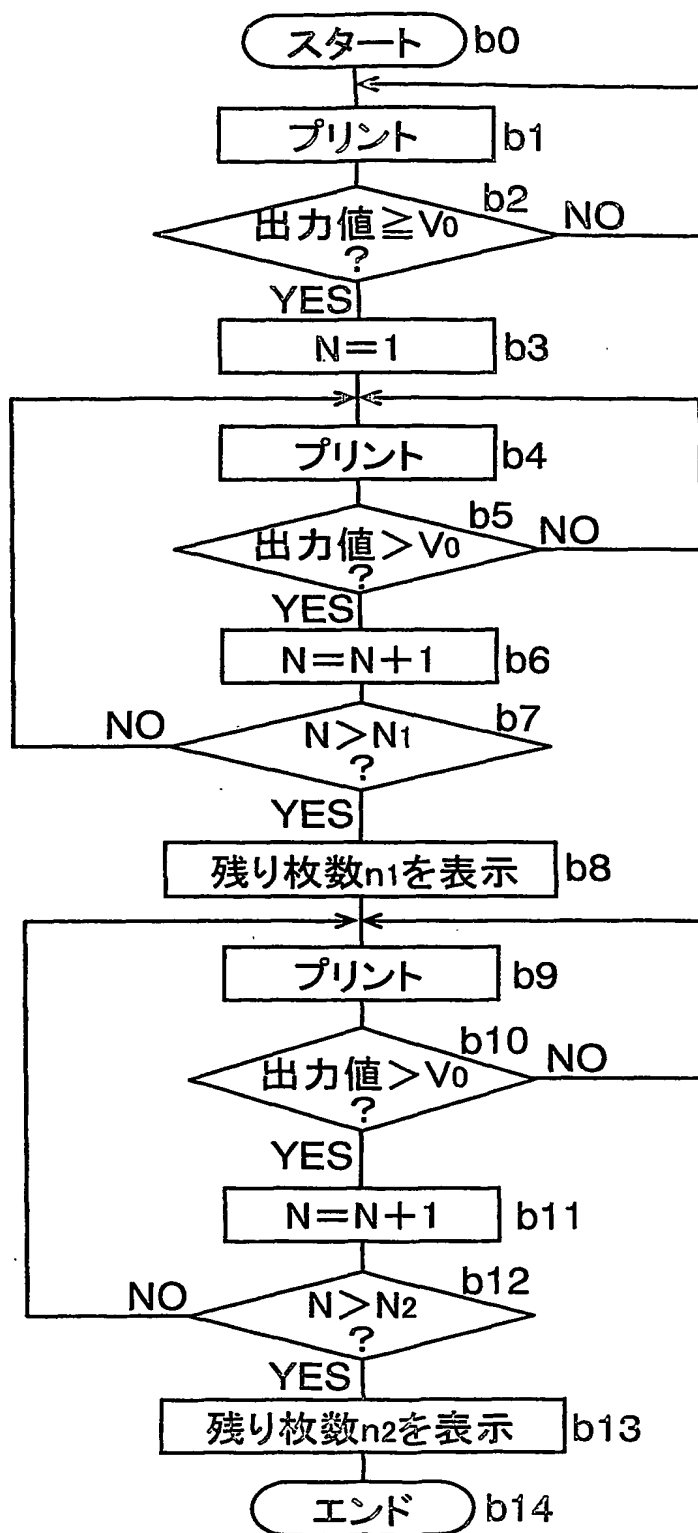 スタート b0
プリント b1
b2
出力値≧V0 NO
?
YES
N=1 b3
プリント b4
b5
出力値>V0 NO
?
YES
N=N+1 b6
b7
NO N>N1
?
YES
残り枚数n1を表示 b8
プリント b9
b10
出力値>V0 NO
?
YES
N=N+1 b11
b12
NO N>N2
?
YES
残り枚数n2を表示 b13
エンド b14